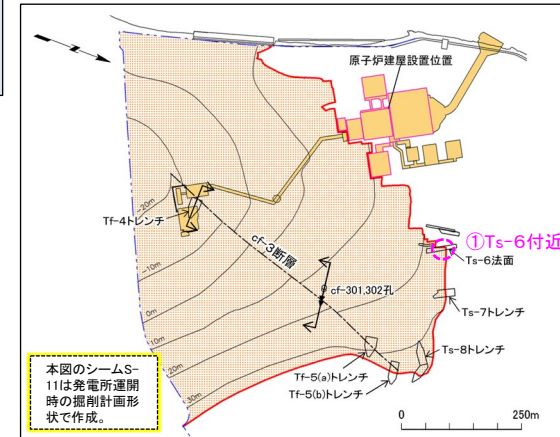 原子炉建屋設置位置
-20m
Tf-4トレンチ
-10m
cf-3断層
①Ts-6付近
Ts-6法面
0m
cf-301,302孔
Ts-7トレンチ
10m
20m
Ts-8トレンチ
30m
Tf-5(a)トレンチ
Tf-5(b)トレンチ
本図のシームS-
11は発電所運開
時の掘削計画形
状で作成。
0
250m